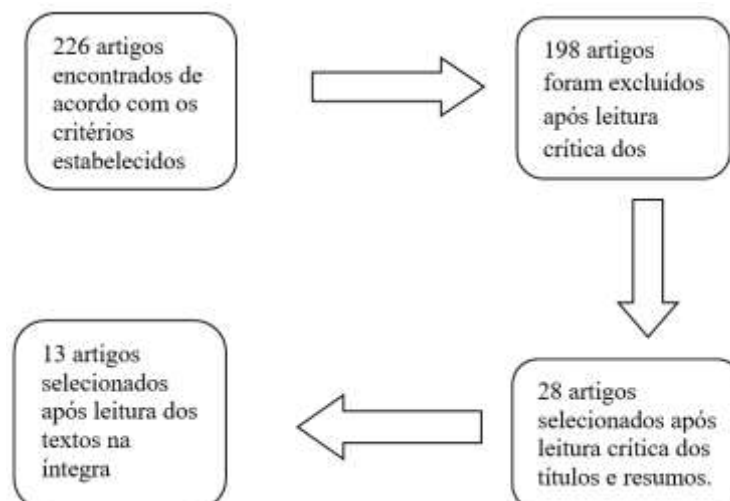 226 artigos
encontrados de
acordo com os
critérios
estabelecidos
198 artigos
foram excluídos
após leitura
crítica dos
28 artigos
selecionados após
leitura crítica dos
títulos e resumos.
13 artigos
selecionados
após leitura dos
textos na
íntegra